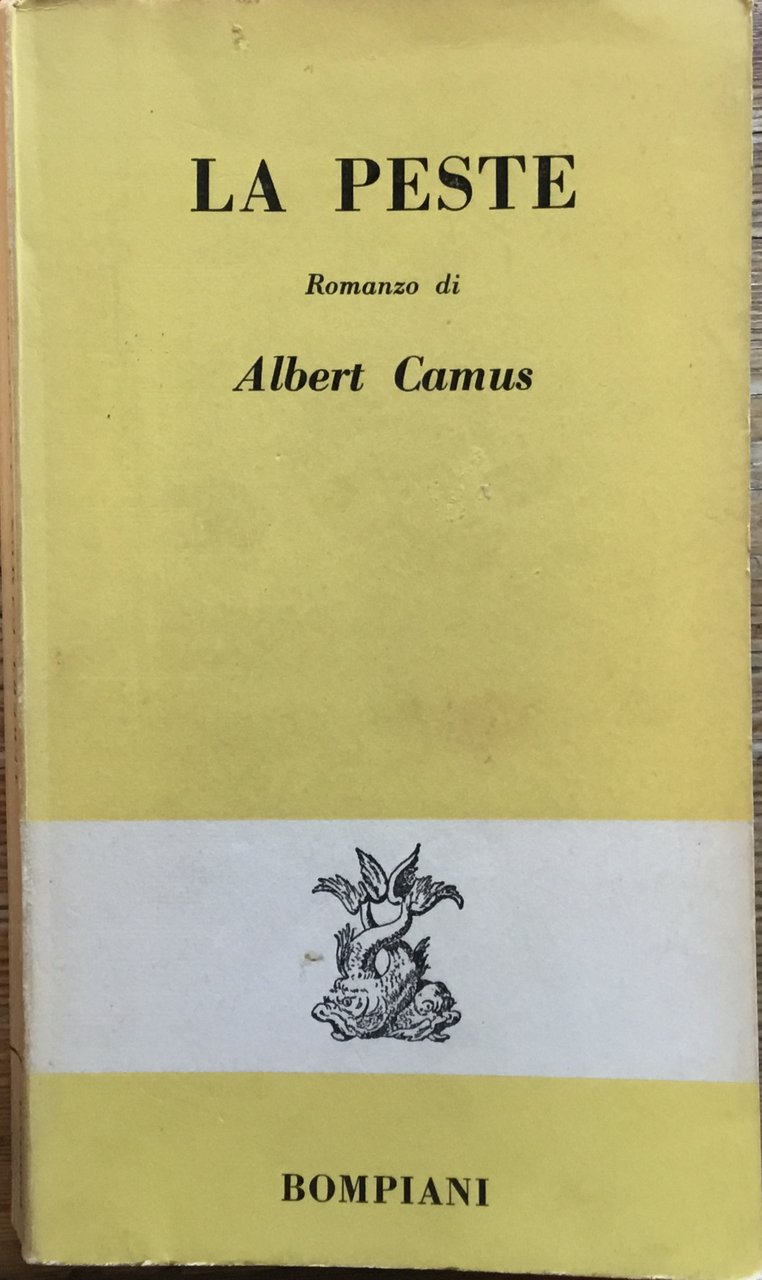 LA PESTE
Romanzo di
Albert Camus
BOMPIANI